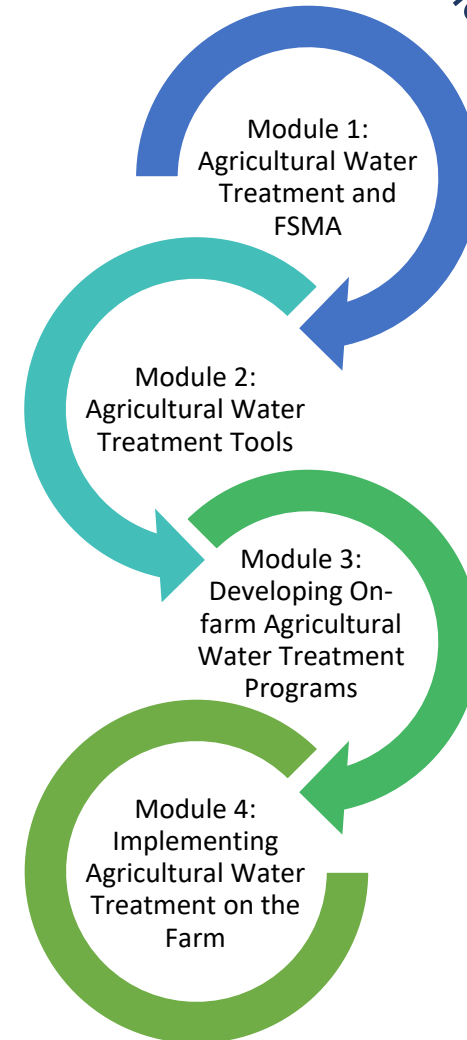 Module 1:
Agricultural Water
Treatment and
FSMA
Module 2:
Agricultural Water
Treatment Tools
Module 3:
Developing On-
farm Agricultural
Water Treatment
Programs
Module 4:
Implementing
Agricultural Water
Treatment on the
Farm